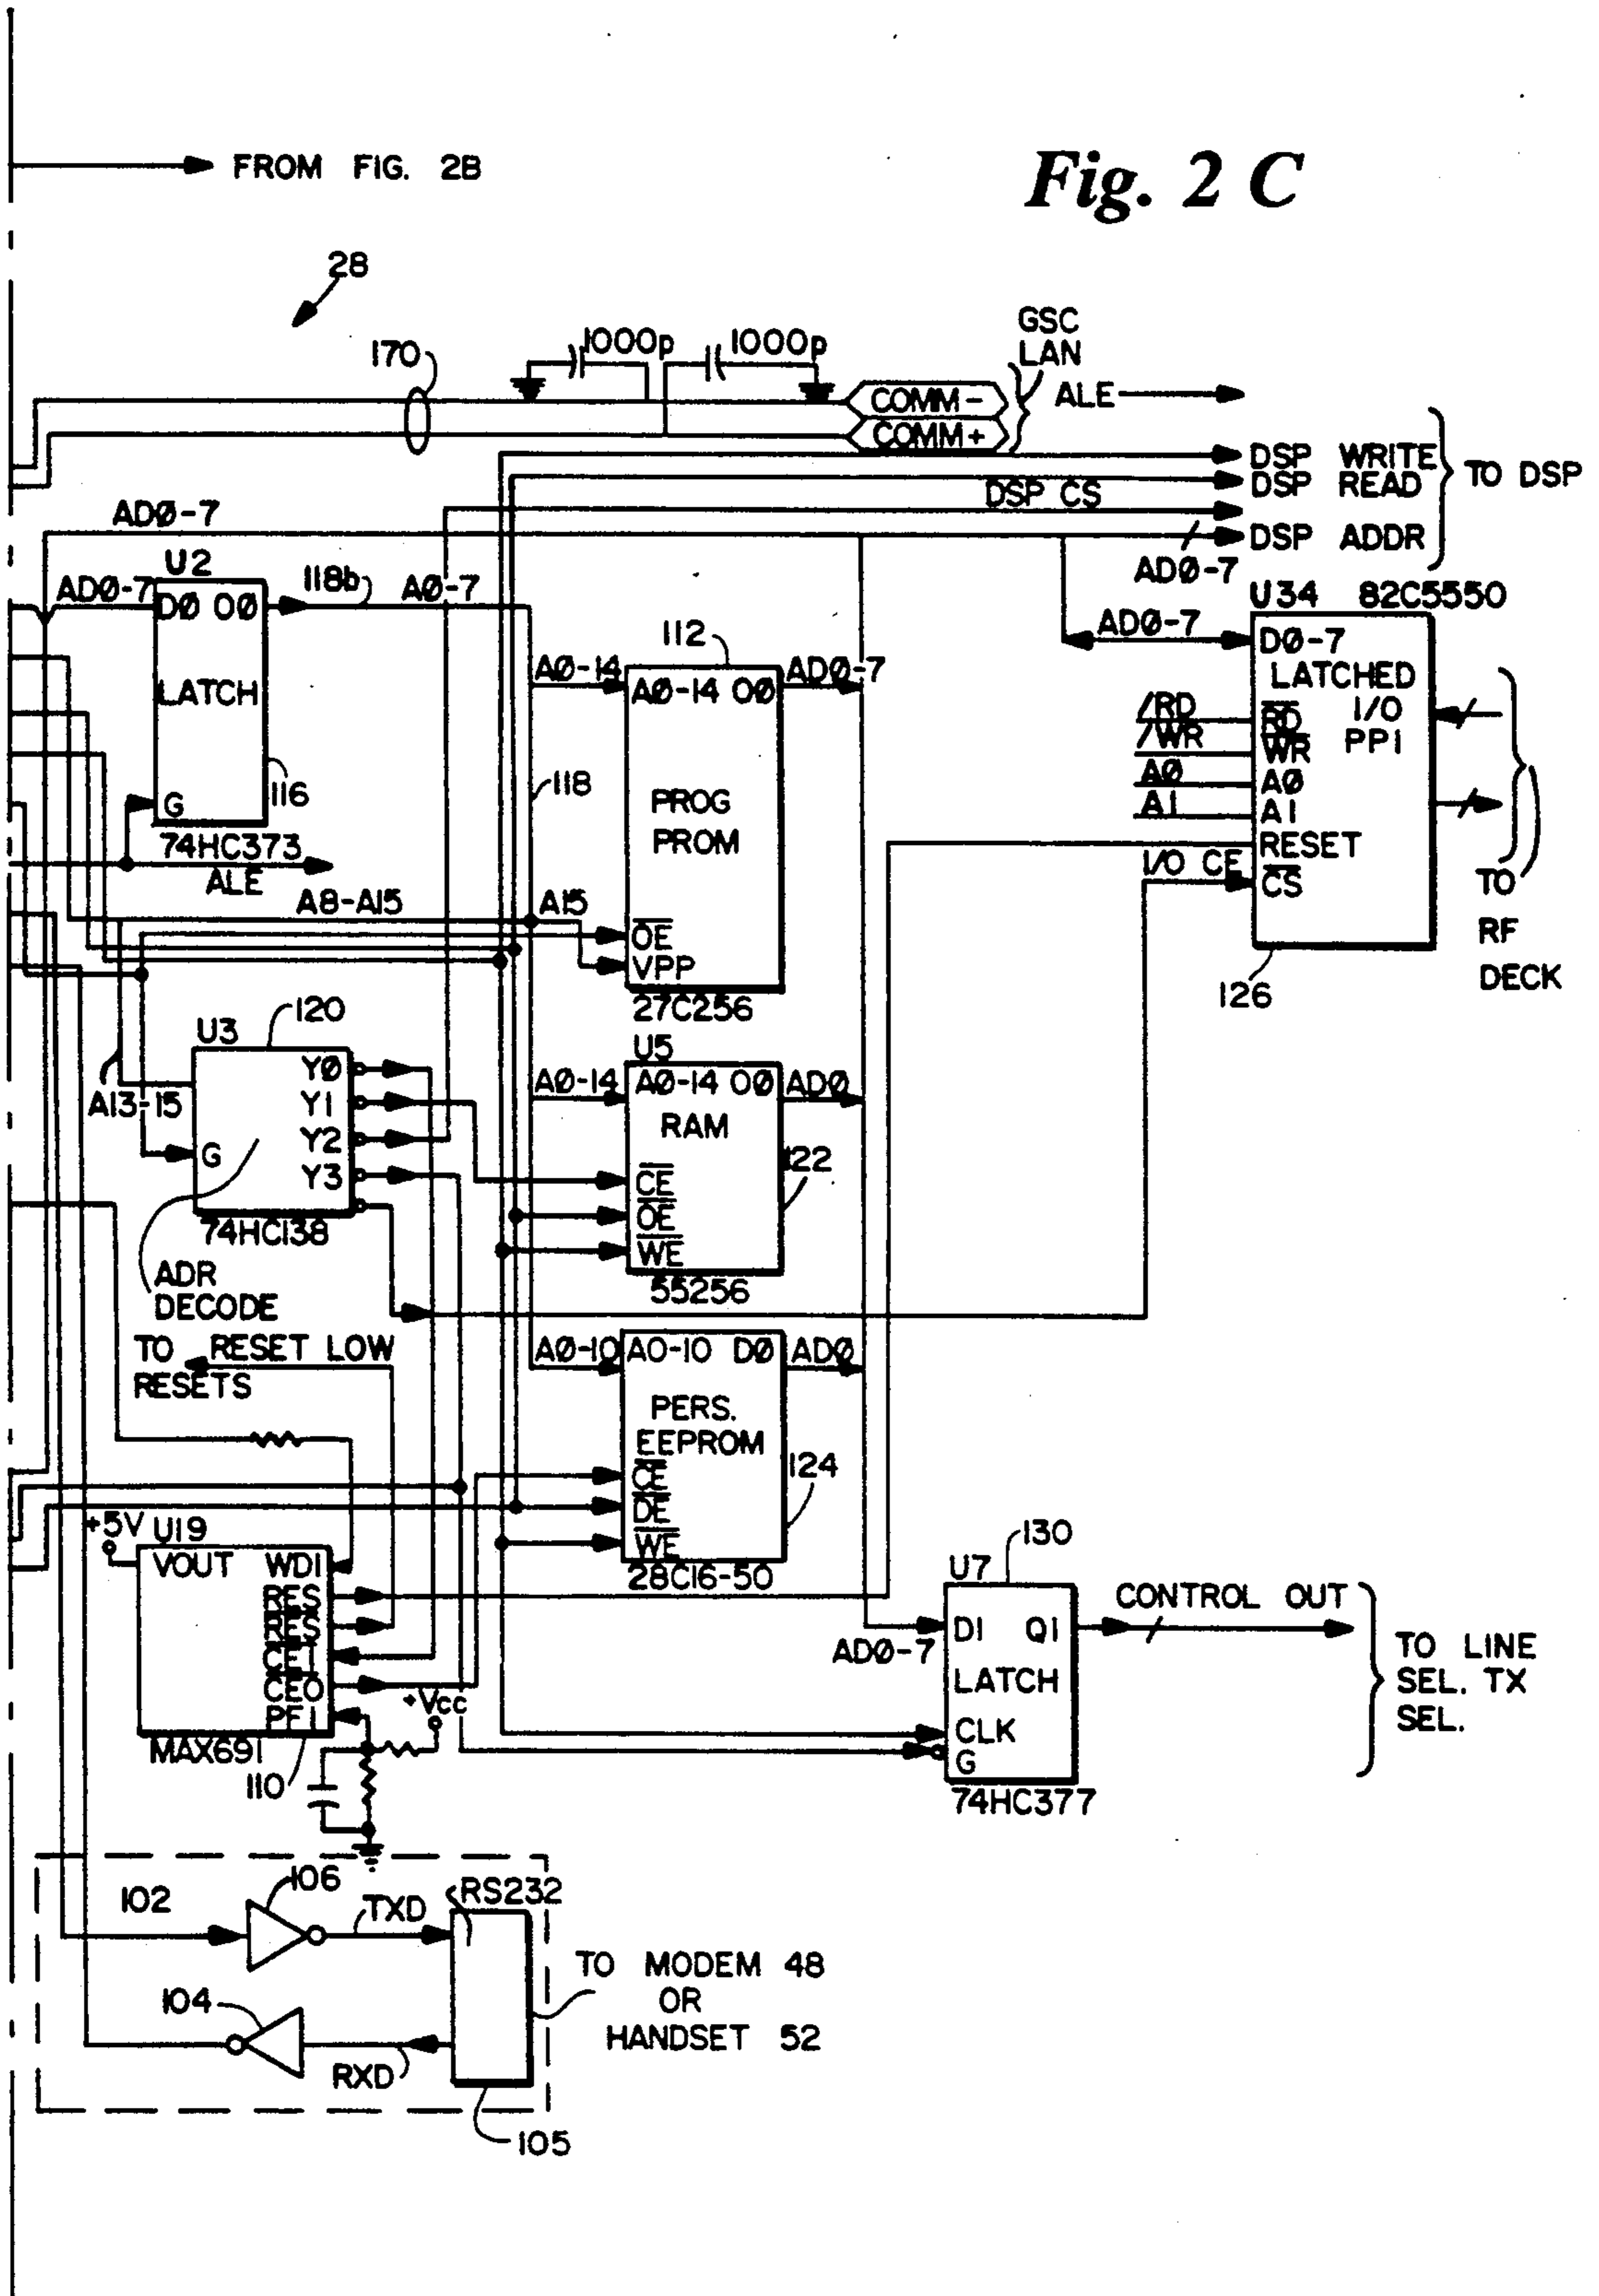 FROM FIG. 2B
Fig. 2 C
28
170
1000p
1000p
GSC
LAN
ALE
COMM -
COMM +
DSP WRITE
DSP READ
DSP CS
TO DSP
AD0-7
DSP ADDR
AD0-7
U2
118b
AD0-7
D0 O0
A0-7
LATCH
116
G
74HC373
ALE
U34 82C5550
AD0-7
D0-7
LATCHED
I/O
PPI
/RD
RD
/WR
WR
A0
A0
A1
A1
RESET
I/O CE
CS
126
TO
RF
DECK
112
A0-14
A0-14 O0
AD0-7
118
PROG
PROM
A8-A15
A15
OE
VPP
27C256
120
U3
Y0
Y1
Y2
Y3
A13-15
G
74HC138
ADR
DECODE
U5
A0-14
A0-14 O0
AD0
RAM
122
CE
OE
WE
55256
TO RESET LOW
RESETS
A0-10
A0-10 D0
AD0
PERS.
EEPROM
124
CE
DE
WE
28C16-50
+5V
U19
VOUT
WDI
RES
RES
CE1
CEO
PF1
MAX691
110
+Vcc
130
U7
AD0-7
D1 Q1
LATCH
CLK
G
74HC377
CONTROL OUT
TO LINE
SEL. TX
SEL.
102
106
TXD
RS232
104
RXD
105
TO MODEM 48
OR
HANDSET 52